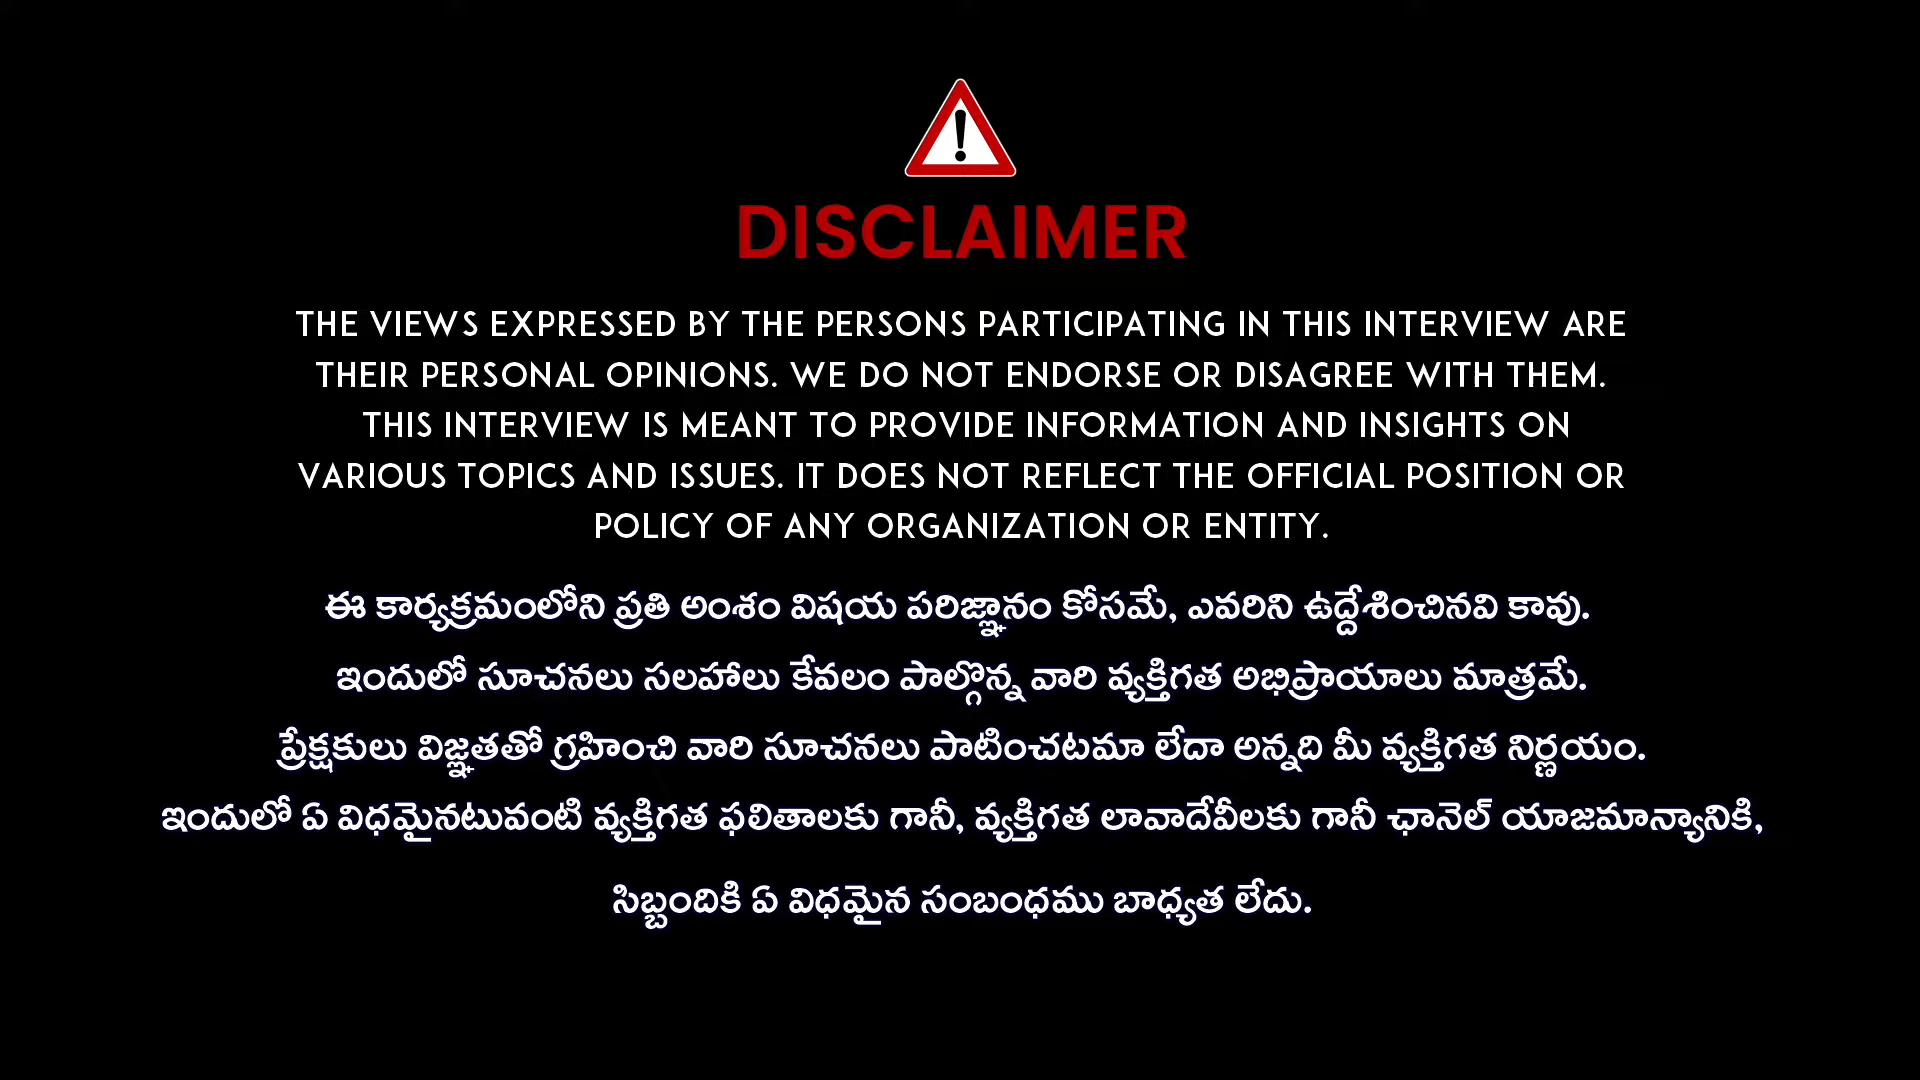 DISCLAIMER
THE VIEWS EXPRESSED BY THE PERSONS PARTICIPATING IN THIS INTERVIEW ARE
THEIR PERSONAL OPINIONS. WE DO NOT ENDORSE OR DISAGREE WITH THEM.
THIS INTERVIEW IS MEANT TO PROVIDE INFORMATION AND INSIGHTS ON
VARIOUS TOPICS AND ISSUES. IT DOES NOT REFLECT THE OFFICIAL POSITION OR
POLICY OF ANY ORGANIZATION OR ENTITY.
ఈ కార్యక్రమంలోని ప్రతి అంశం విషయ పరిజ్ఞానం కోసమే, ఎవరిని ఉద్దేశించినవి కావు.
ఇందులో సూచనలు సలహాలు కేవలం పాల్గొన్న వారి వ్యక్తిగత అభిప్రాయాలు మాత్రమే.
ప్రేక్షకులు విజ్ఞతతో గ్రహించి వారి సూచనలు పాటించటమా లేదా అన్నది మీ వ్యక్తిగత నిర్ణయం.
ఇందులో ఏ విధమైనటువంటి వ్యక్తిగత ఫలితాలకు గానీ, వ్యక్తిగత లావాదేవీలకు గానీ ఛానెల్ యాజమాన్యానికి,
సిబ్బందికి ఏ విధమైన సంబంధము బాధ్యత లేదు.